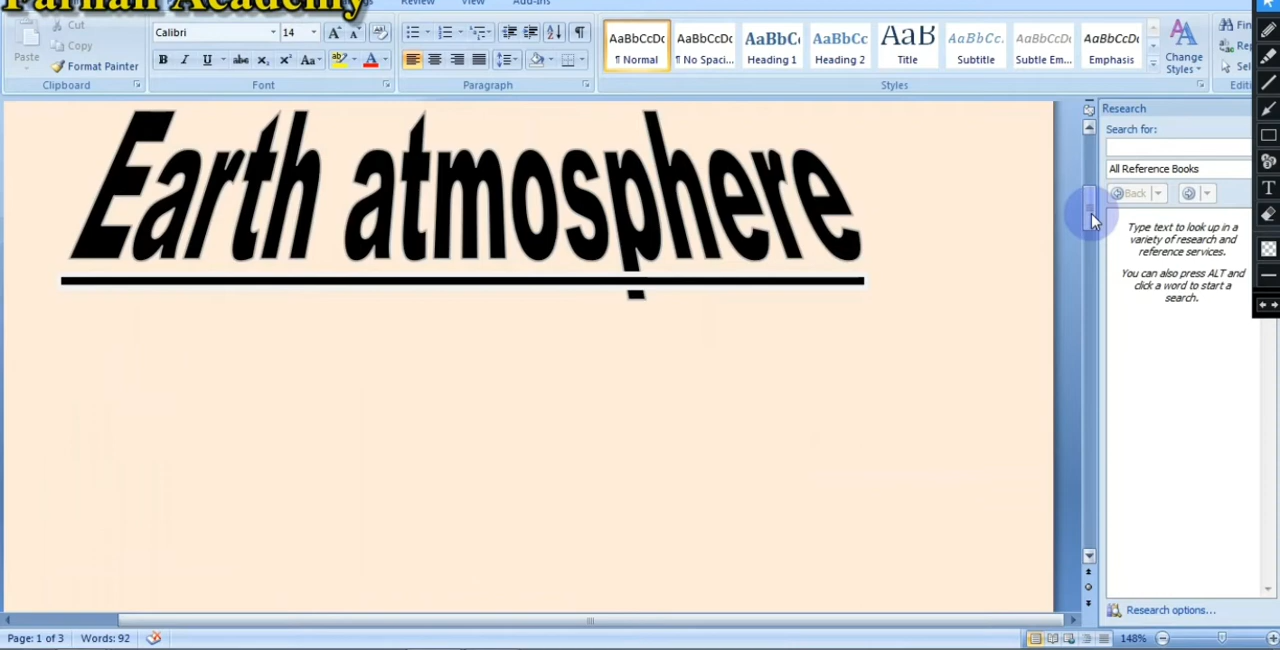 Farhan Academy
Review View Add-Ins
Cut
Copy
Paste
Format Painter
Clipboard
Calibri 14
Font
Paragraph
AaBbCcDc AaBbCcDc AaBbC AaBbCc AaB AaBbCc. AaBbCcDc AaBbCcDc
¶ Normal ¶ No Spaci... Heading 1 Heading 2 Title Subtitle Subtle Em... Emphasis
Change
Styles
Styles
Fin
Re
Sel
Editi
Earth atmosphere
Research
Search for:
All Reference Books
Back
Type text to look up in a
variety of research and
reference services.
You can also press ALT and
click a word to start a
search.
Research options...
Page: 1 of 3 Words: 92
148%